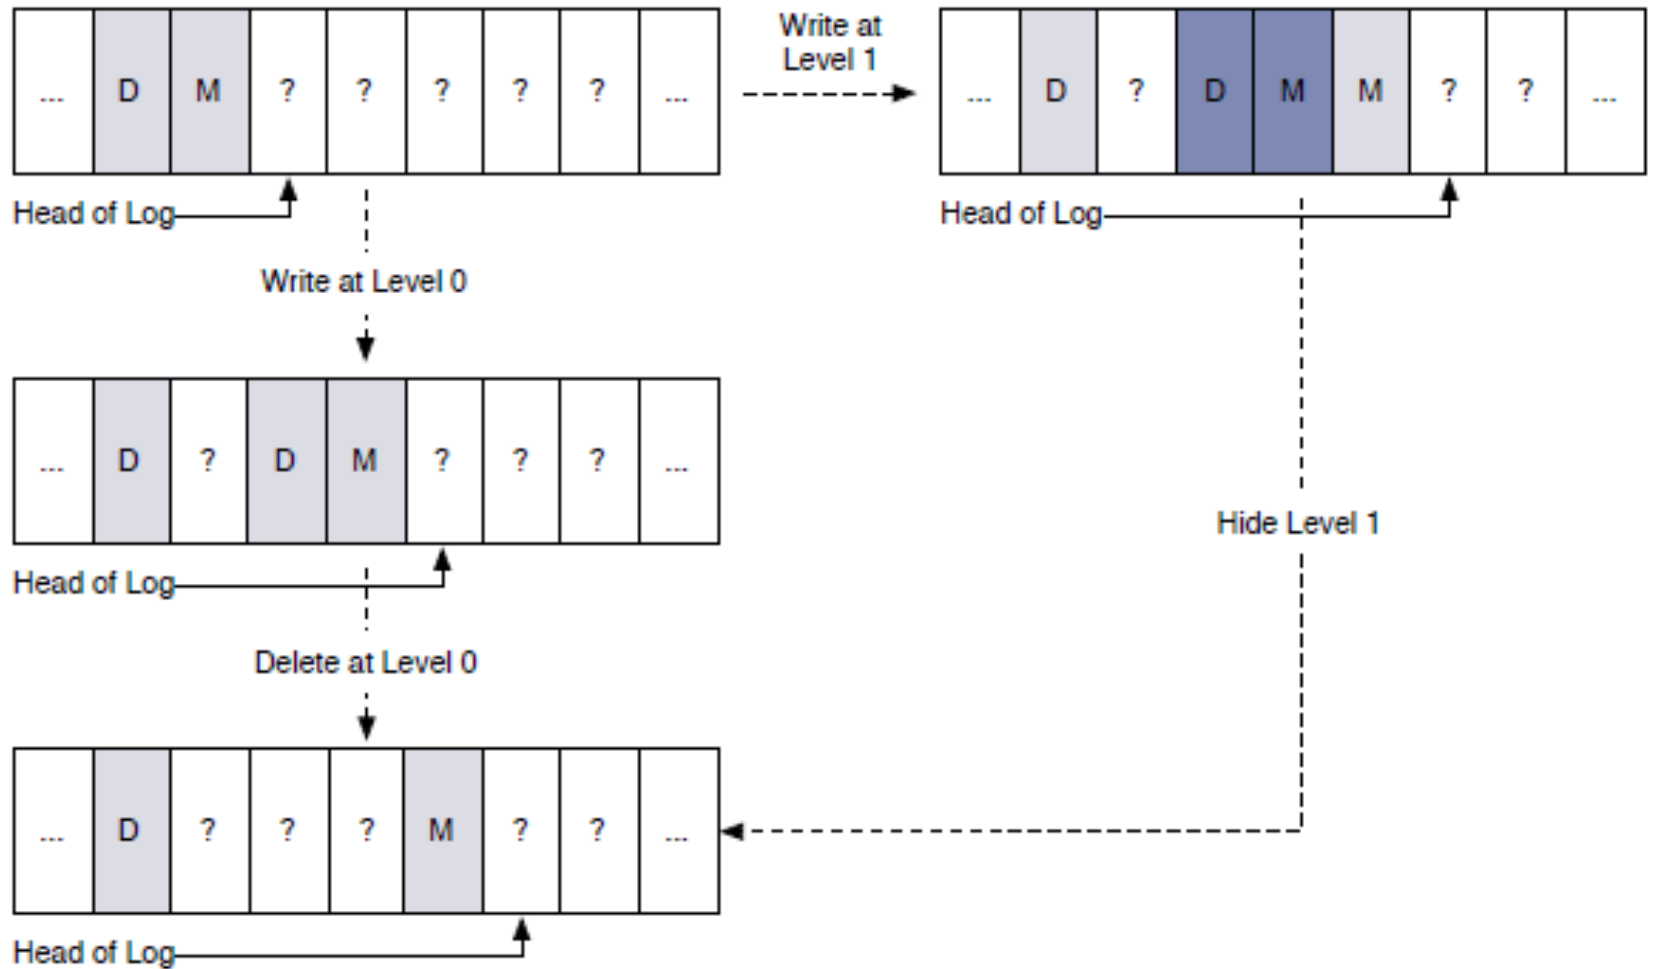 ... D M ? ? ? ? ? ...
Write at
Level 1
... D ? D M M ? ? ...
Head of Log
Head of Log
Write at Level 0
... D ? D M ? ? ? ...
Head of Log
Hide Level 1
Delete at Level 0
... D ? ? ? M ? ? ...
Head of Log